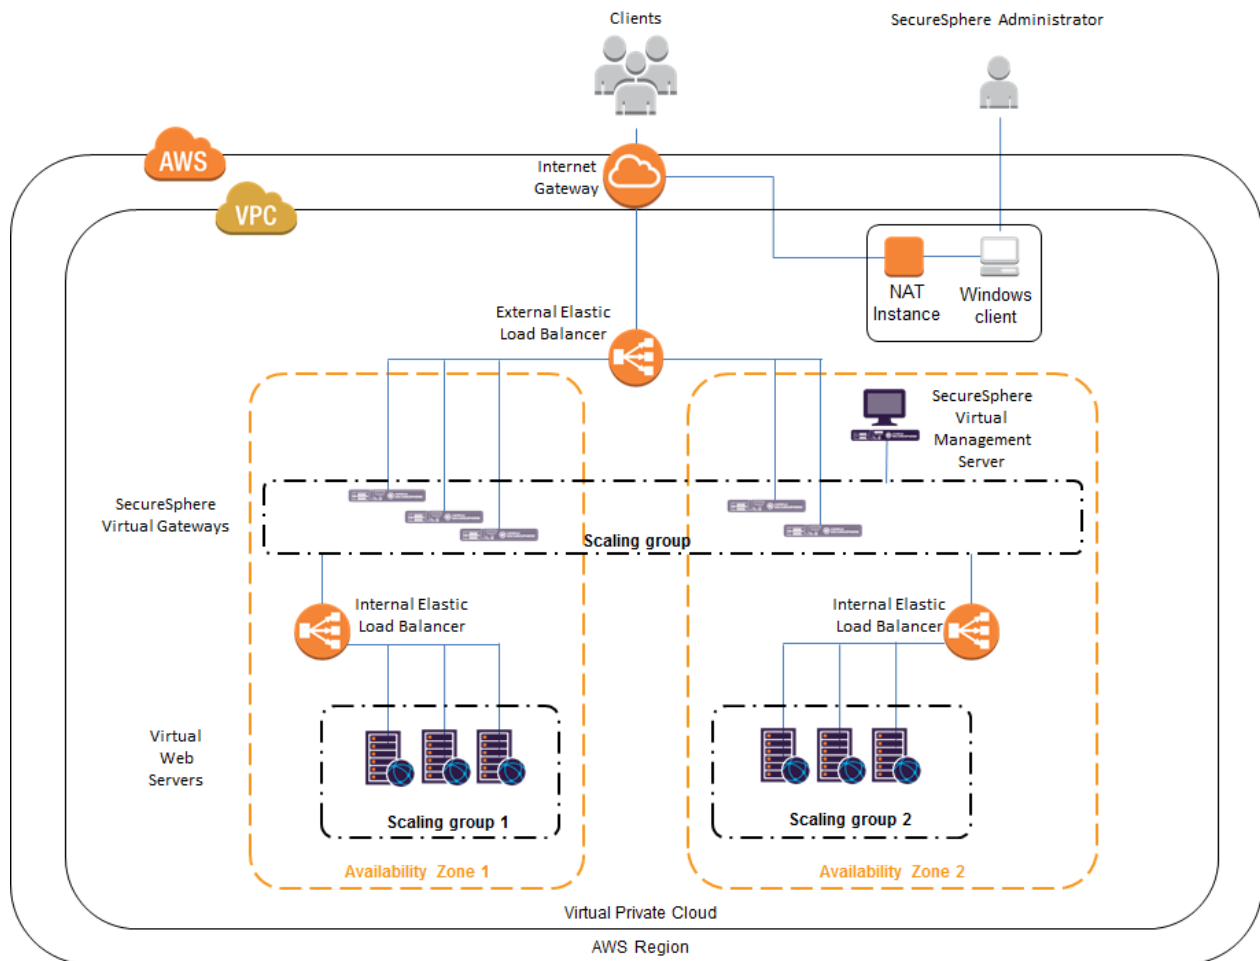 Clients
SecureSphere Administrator
AWS
Internet
Gateway
VPC
NAT
Instance
Windows
client
External Elastic
Load Balancer
SecureSphere
Virtual
Management
Server
SecureSphere
Virtual Gateways
Scaling group
Internal Elastic
Load Balancer
Internal Elastic
Load Balancer
Virtual
Web
Servers
Scaling group 1
Scaling group 2
Availability Zone 1
Availability Zone 2
Virtual Private Cloud
AWS Region